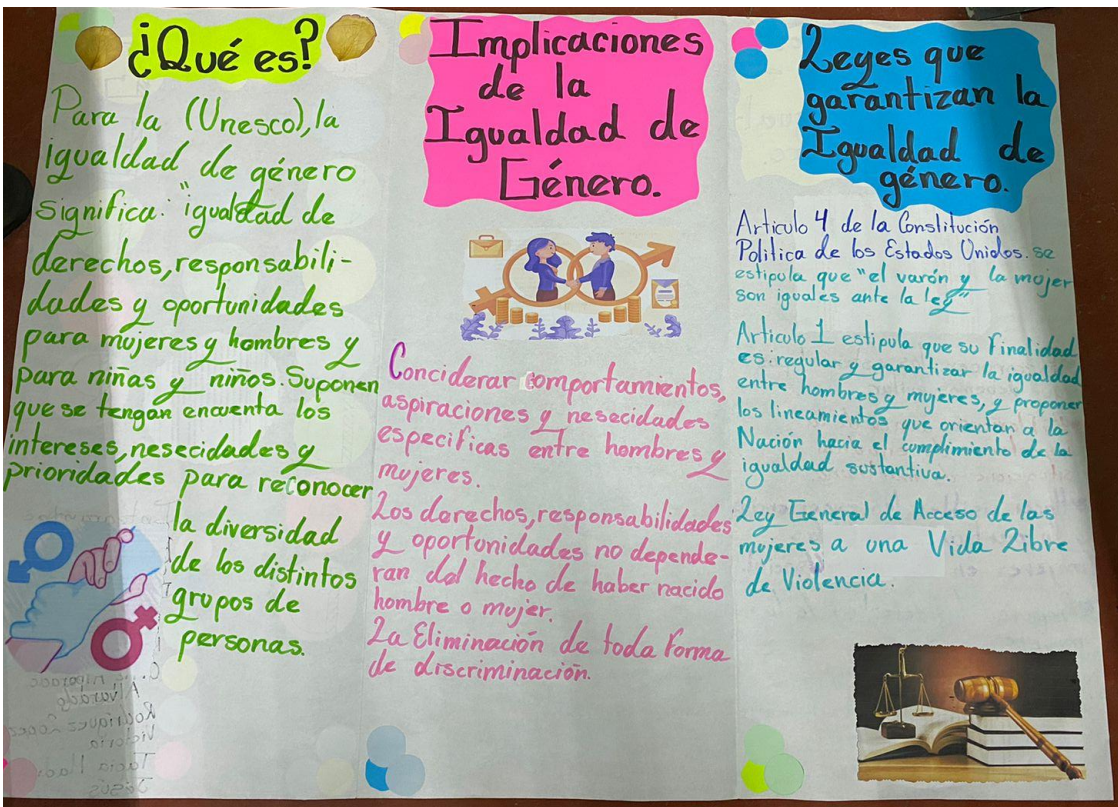 ¿Qué es?
Para la (Unesco), la
igualdad de género
significa: "igualdad de
derechos, responsabili-
dades y oportunidades
para mujeres y hombres y
para niñas y niños. Suponen
que se tengan encuenta los
intereses, nesecidades y
prioridades para reconocer
la diversidad
de los distintos
grupos de
personas.
Implicaciones
de la
Igualdad de
Género.
Conciderar comportamientos,
aspiraciones y nesecidades
especificas entre hombres y
mujeres.
Los derechos, responsabilidades
y oportunidades no depende-
ran del hecho de haber nacido
hombre o mujer.
La Eliminación de toda forma
de discriminación.
Leyes que
garantizan la
Igualdad de
género.
Articulo 4 de la Constitución
Politica de los Estados Unidos. se
estipula que "el varón y la mujer
son iguales ante la ley"
Articulo 1 estipula que su finalidad
es: regular y garantizar la igualdad
entre hombres y mujeres, y proponer
los lineamientos que orientan a la
Nación hacia el cumplimiento de la
igualdad sustantiva.
Ley General de Acceso de las
mujeres a una Vida Libre
de Violencia.
Alvarado
Rodriguez Lopez
Victoria